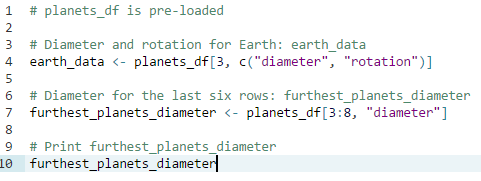 1 # planets_df is pre-loaded
2
3 # Diameter and rotation for Earth: earth_data
4 earth_data <- planets_df[3, c("diameter", "rotation")]
5
6 # Diameter for the last six rows: furthest_planets_diameter
7 furthest_planets_diameter <- planets_df[3:8, "diameter"]
8
9 # Print furthest_planets_diameter
10 furthest_planets_diameter